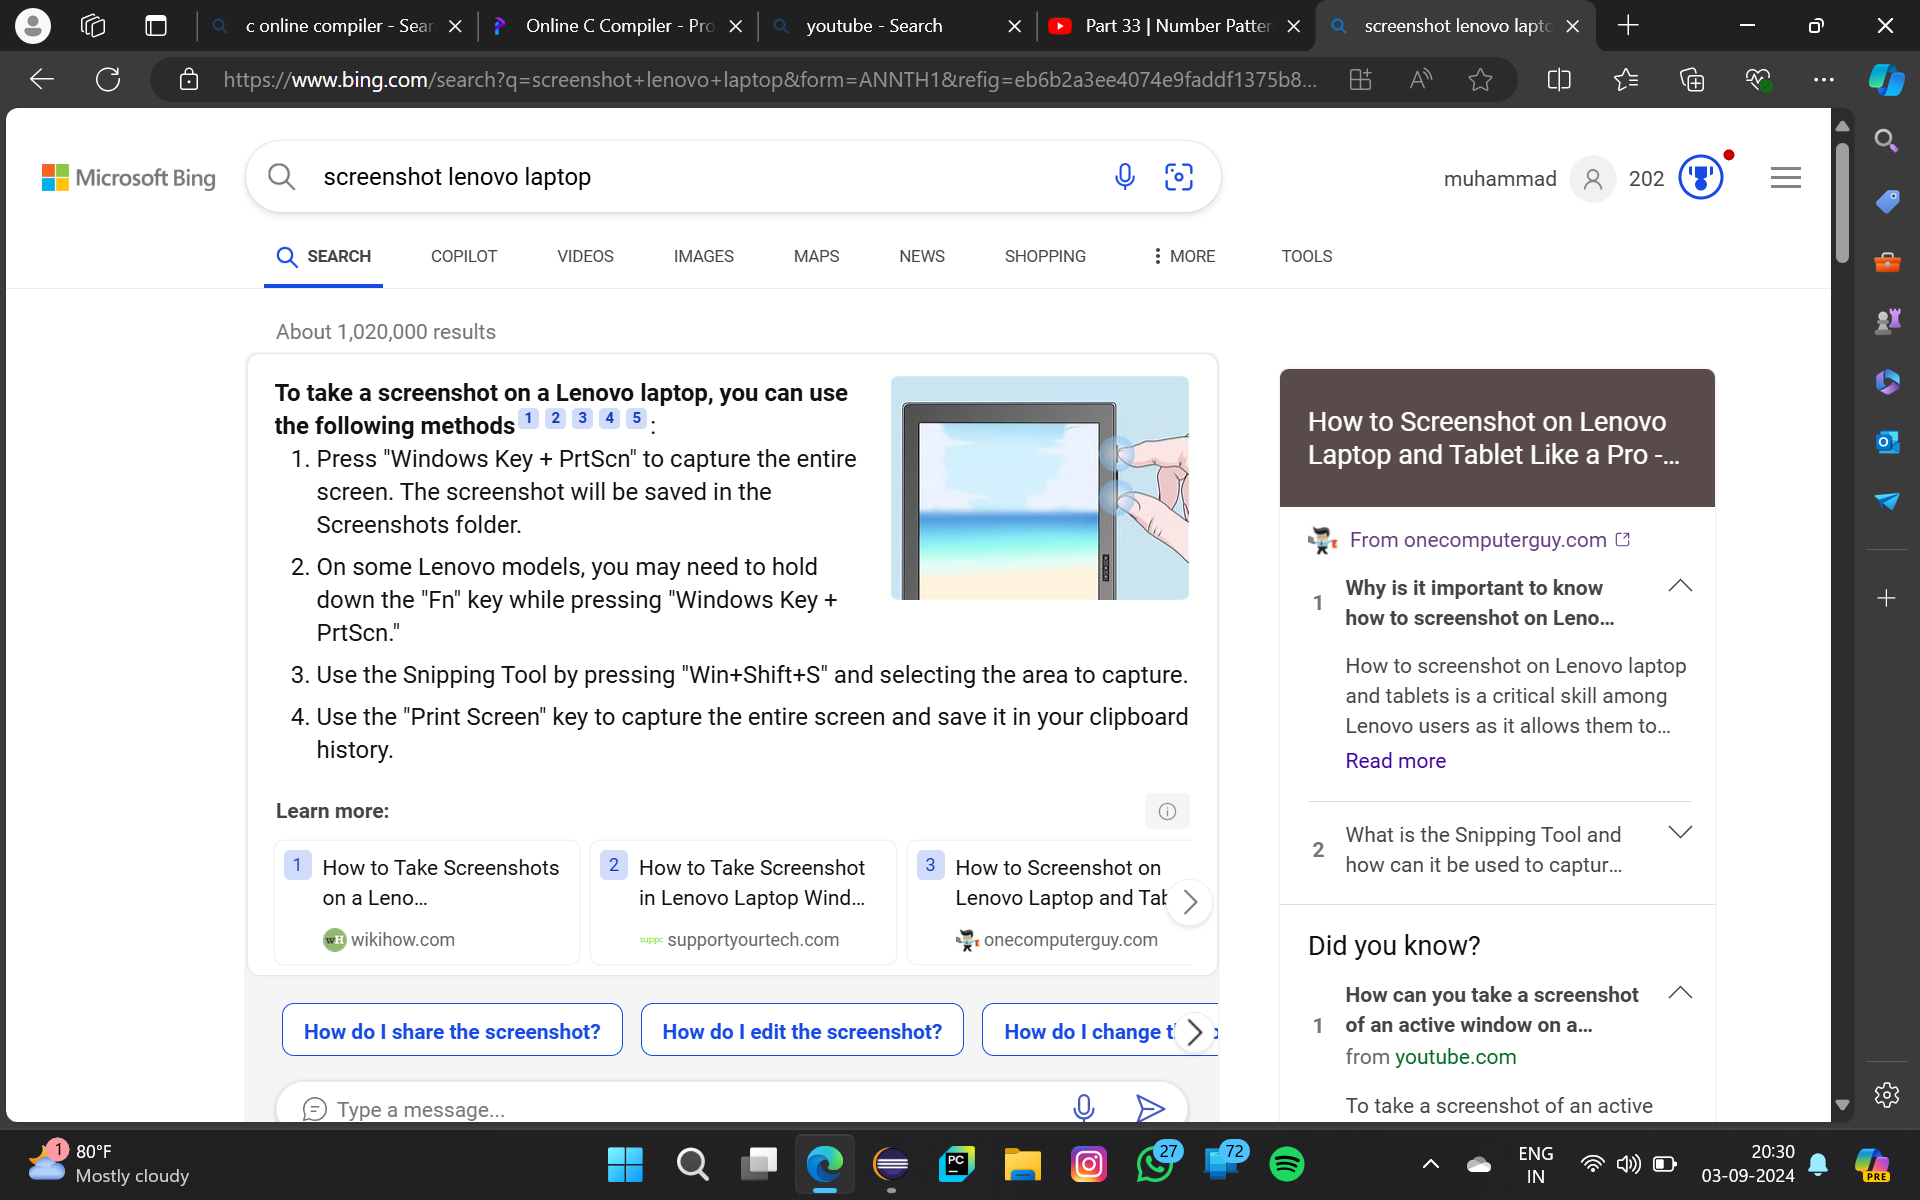 c online compiler - Sear
Online C Compiler - Pro
youtube - Search
Part 33 | Number Patter
screenshot lenovo lapto
https://www.bing.com/search?q=screenshot+lenovo+laptop&form=ANNTH1&refig=eb6b2a3ee4074e9faddf1375b8...
Microsoft Bing
screenshot lenovo laptop
muhammad
202
SEARCH
COPILOT
VIDEOS
IMAGES
MAPS
NEWS
SHOPPING
MORE
TOOLS
About 1,020,000 results
To take a screenshot on a Lenovo laptop, you can use
the following methods 1 2 3 4 5 :
1. Press "Windows Key + PrtScn" to capture the entire
screen. The screenshot will be saved in the
Screenshots folder.
2. On some Lenovo models, you may need to hold
down the "Fn" key while pressing "Windows Key +
PrtScn."
3. Use the Snipping Tool by pressing "Win+Shift+S" and selecting the area to capture.
4. Use the "Print Screen" key to capture the entire screen and save it in your clipboard
history.
Learn more:
1 How to Take Screenshots
on a Leno...
wH wikihow.com
2 How to Take Screenshot
in Lenovo Laptop Wind...
suppc supportyourtech.com
3 How to Screenshot on
Lenovo Laptop and Tab
onecomputerguy.com
How do I share the screenshot?
How do I edit the screenshot?
How do I change t
Type a message...
How to Screenshot on Lenovo
Laptop and Tablet Like a Pro -...
From onecomputerguy.com
1 Why is it important to know
how to screenshot on Leno...
How to screenshot on Lenovo laptop
and tablets is a critical skill among
Lenovo users as it allows them to...
Read more
2 What is the Snipping Tool and
how can it be used to captur...
Did you know?
1 How can you take a screenshot
of an active window on a...
from youtube.com
To take a screenshot of an active
1
80°F
Mostly cloudy
PC
27
72
ENG
IN
20:30
03-09-2024
PRE